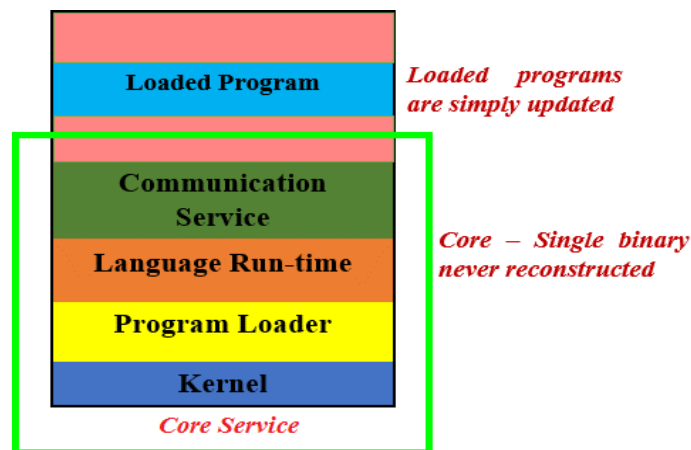 Loaded Program
Loaded programs
are simply updated
Communication
Service
Core – Single binary
never reconstructed
Language Run-time
Program Loader
Kernel
Core Service